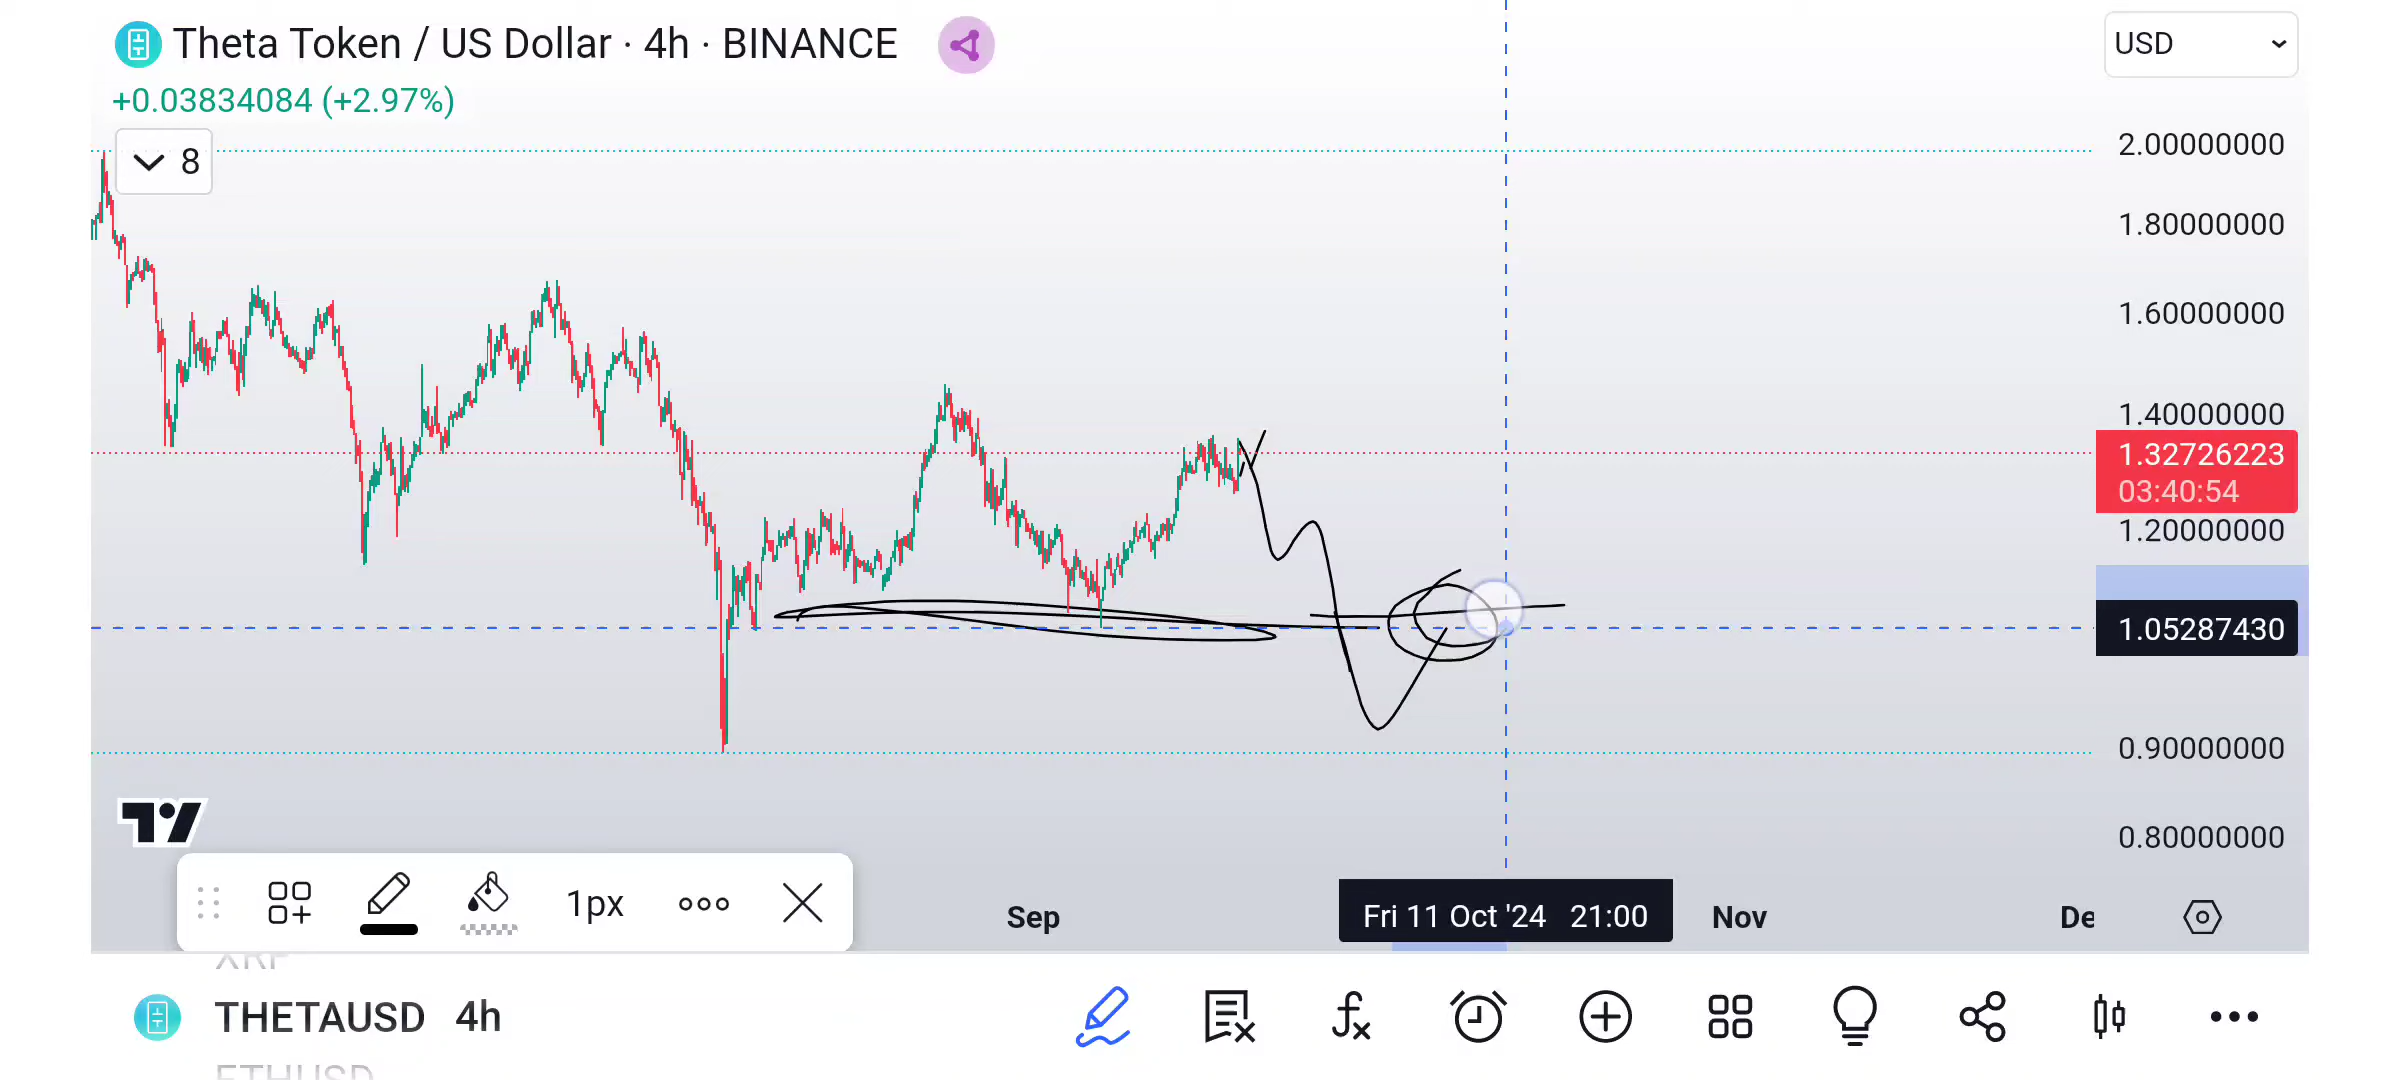 Theta Token / US Dollar · 4h · BINANCE
USD
+0.03834084 (+2.97%)
8
2.00000000
1.80000000
1.60000000
1.40000000
1.32726223
03:40:54
1.20000000
1.05287430
0.90000000
0.80000000
1px
Sep
Fri 11 Oct '24 21:00
Nov
De
XRP
THETAUSD 4h
ETHUSD